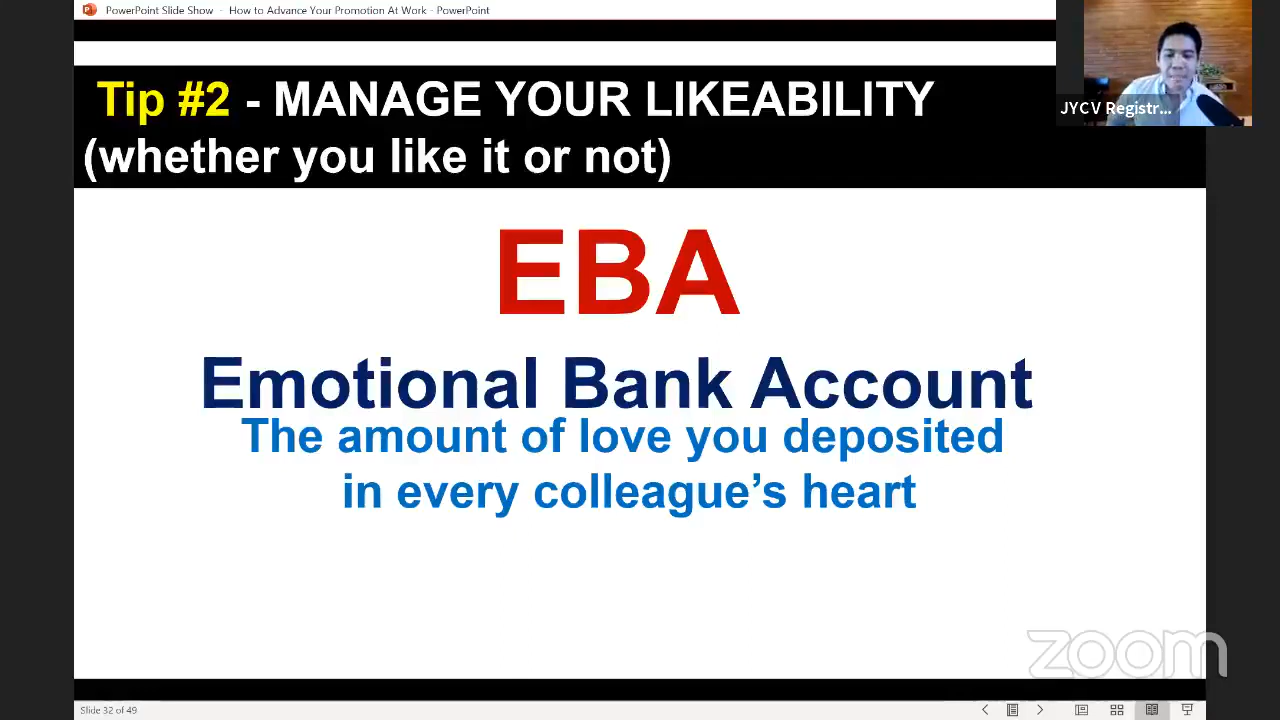 PowerPoint Slide Show - How to Advance Your Promotion At Work - PowerPoint
Tip #2 - MANAGE YOUR LIKEABILITY
(whether you like it or not)
JYCV Registr...
EBA
Emotional Bank Account
The amount of love you deposited
in every colleague’s heart
zoom
Slide 32 of 49